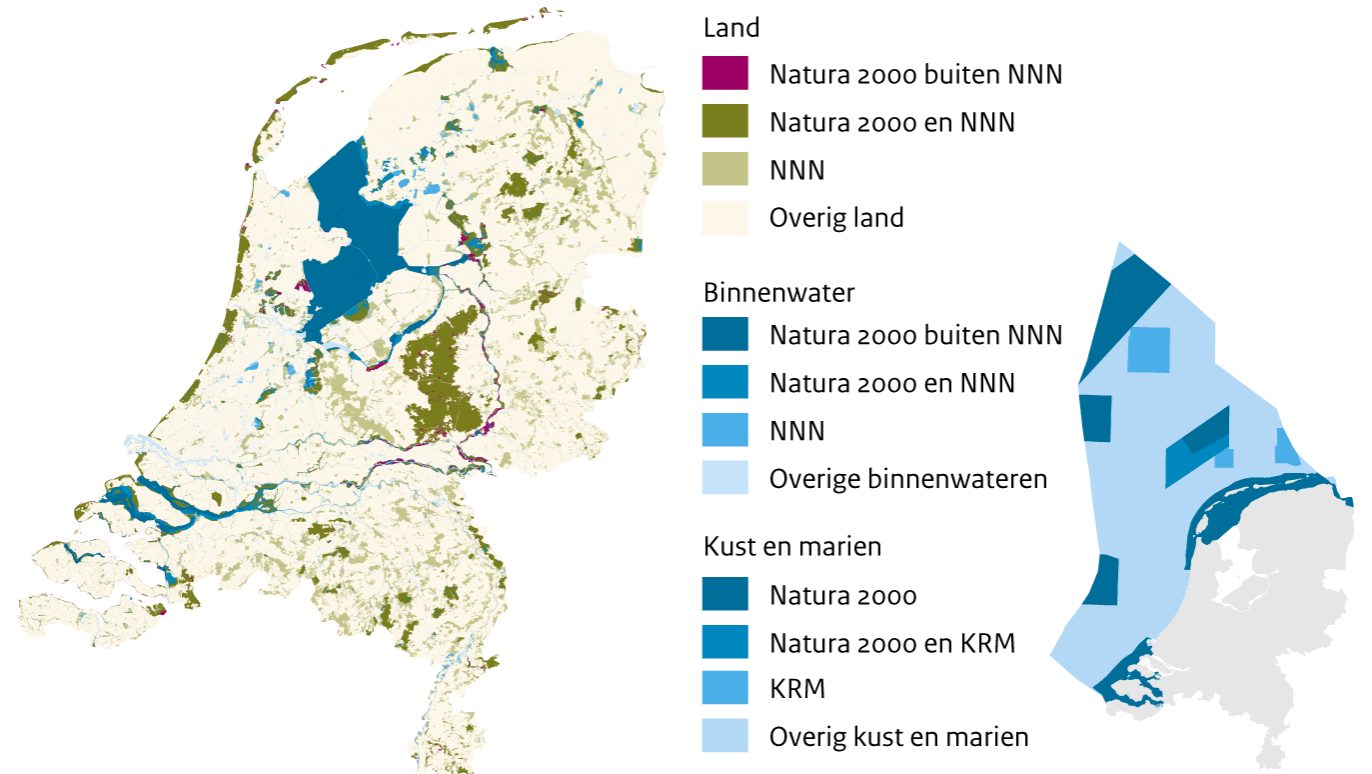 Land
Natura 2000 buiten NNN
Natura 2000 en NNN
NNN
Overig land
Binnenwater
Natura 2000 buiten NNN
Natura 2000 en NNN
NNN
Overige binnenwateren
Kust en marien
Natura 2000
Natura 2000 en KRM
KRM
Overig kust en marien